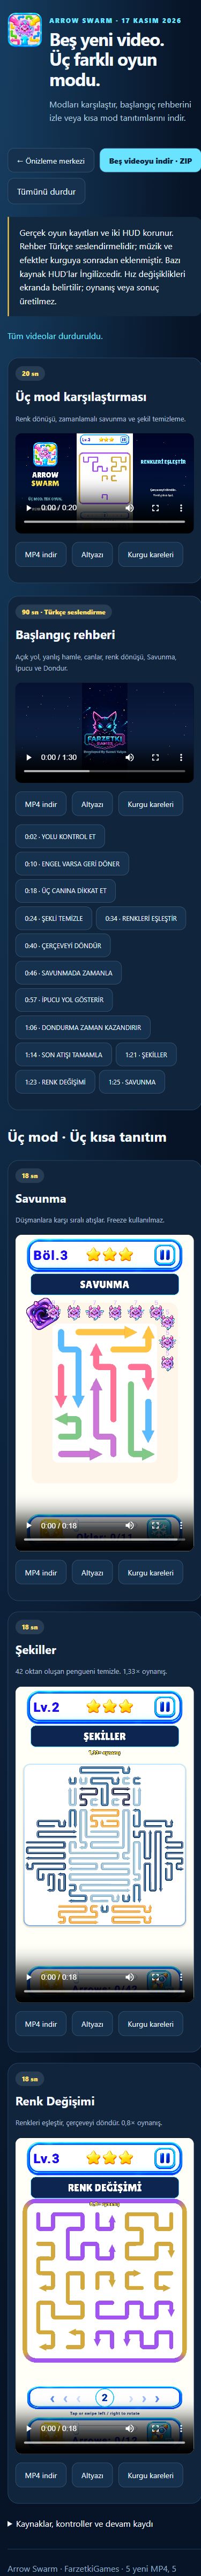 ARROW SWARM · 17 KASIM 2026
Beş yeni video.
Üç farklı oyun
modu.
Modları karşılaştır, başlangıç rehberini
izle veya kısa mod tanıtımlarını indir.
← Önizleme merkezi
Beş videoyu indir · ZIP
Tümünü durdur
Gerçek oyun kayıtları ve iki HUD korunur.
Rehber Türkçe seslendirmelidir; müzik ve
efektler kurguya sonradan eklenmiştir. Bazı
kaynak HUD'lar İngilizcedir. Hız değişiklikleri
ekranda belirtilir; oynanış veya sonuç
üretilmez.
Tüm videolar durduruldu.
20 sn
Üç mod karşılaştırması
Renk dönüşü, zamanlamalı savunma ve şekil temizleme.
ARROW
SWARM
Lv.3
RENKLERİ EŞLEŞTİR
0:00 / 0:20
MP4 indir
Altyazı
Kurgu kareleri
90 sn · Türkçe seslendirme
Başlangıç rehberi
Açık yol, yanlış hamle, canlar, renk dönüşü, Savunma,
İpucu ve Dondur.
FARZETKI
GAMES
0:00 / 1:30
MP4 indir
Altyazı
Kurgu kareleri
0:02 · YOLU KONTROL ET
0:10 · ENGEL VARSA GERİ DÖNER
0:18 · ÜÇ CANINA DİKKAT ET
0:24 · ŞEKLİ TEMİZLE
0:34 · RENKLERİ EŞLEŞTİR
0:40 · ÇERÇEVEYİ DÖNDÜR
0:46 · SAVUNMADA ZAMANLA
0:57 · İPUCU YOL GÖSTERİR
1:06 · DONDURMA ZAMAN KAZANDIRIR
1:14 · SON ATIŞI TAMAMLA
1:21 · ŞEKİLLER
1:23 · RENK DEĞİŞİMİ
1:25 · SAVUNMA
Üç mod · Üç kısa tanıtım
18 sn
Savunma
Düşmanlara karşı sıralı atışlar. Freeze kullanılmaz.
Böl.3
SAVUNMA
0:00 / 0:18
MP4 indir
Altyazı
Kurgu kareleri
18 sn
Şekiller
42 oktan oluşan pengueni temizle. 1,33× oynanış.
Lv.2
ŞEKİLLER
1,33× oynanış
0:00 / 0:18
MP4 indir
Altyazı
Kurgu kareleri
18 sn
Renk Değişimi
Renkleri eşleştir, çerçeveyi döndür. 0,8× oynanış.
Lv.3
RENK DEĞİŞİMİ
2
Tap or swipe left / right to rotate
0:00 / 0:18
MP4 indir
Altyazı
Kurgu kareleri
▶ Kaynaklar, kontroller ve devam kaydı
Arrow Swarm · FarzetkiGames · 5 yeni MP4, 5